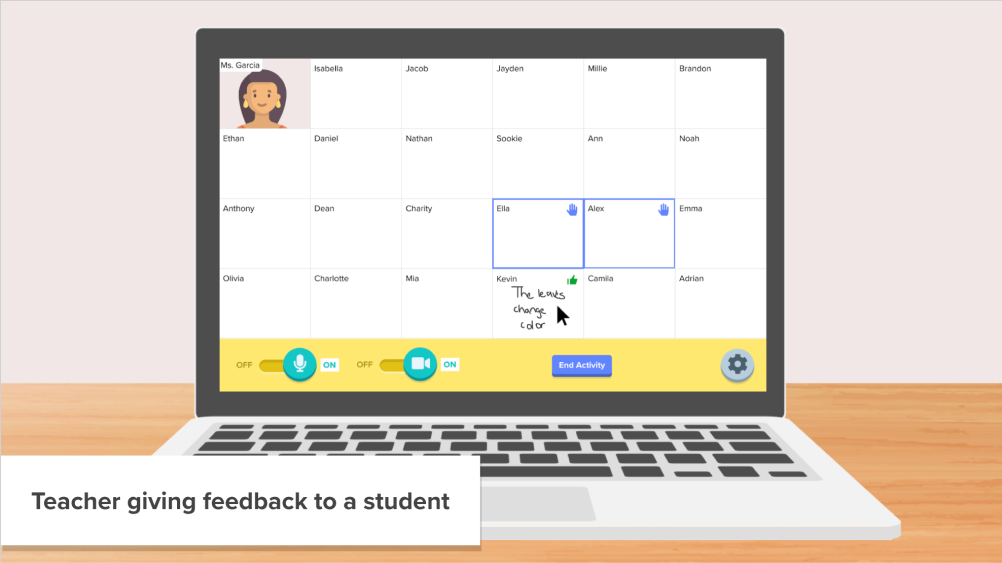 Ms. Garcia
Isabella
Jacob
Jayden
Millie
Brandon
Ethan
Daniel
Nathan
Sookie
Ann
Noah
Anthony
Dean
Charity
Ella
Alex
Emma
Olivia
Charlotte
Mia
Kevin
Camila
Adrian
The leaves
change
color
OFF
ON
OFF
ON
End Activity
Teacher giving feedback to a student